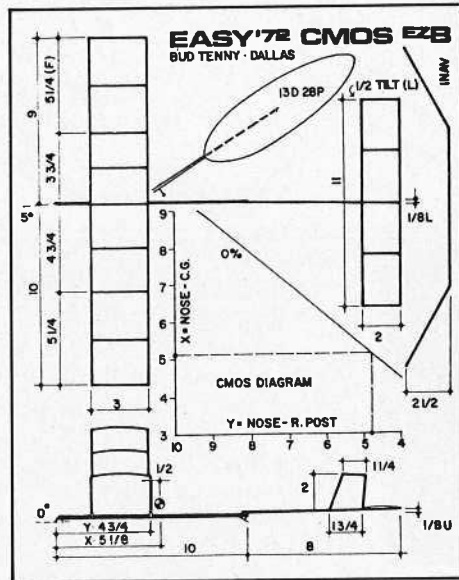 EASY '72 CMOS EZB
BUD TENNY · DALLAS
13D 28P
1/2 TILT (L)
AWNI
9
5 1/4 (F)
3 3/4
5°
10
4 3/4
5 1/4
3
11
1/8L
2
2 1/2
X = NOSE - C.G.
9
8
7
6
5
4
3
0%
CMOS DIAGRAM
Y = NOSE - R. POST
10 9 8 7 6 5 4
1/2
0°
Y · 4 3/4
X · 5 1/8
10
8
2
1 1/4
1 3/4
1/8U